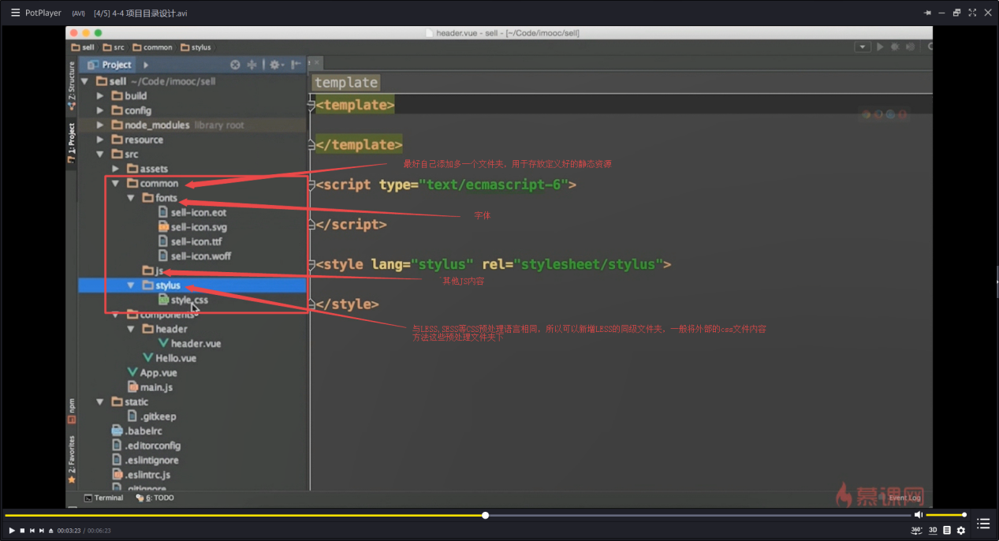 PotPlayer (AVI) [4/5] 4-4 项目目录设计.avi
header.vue - sell - [~/Code/imooc/sell]
sell src common stylus
Project
template
sell ~/Code/imooc/sell
build
<template>
config
node_modules library root
resource
</template>
src
assets
最好自己添加多一个文件夹，用于存放定义好的静态资源
common
<script type="text/ecmascript-6">
fonts
sell-icon.eot
字体
sell-icon.svg
</script>
sell-icon.ttf
sell-icon.woff
<style lang="stylus" rel="stylesheet/stylus">
js
其他JS内容
stylus
style.css
</style>
components
header
与LESS,SESS等CSS预处理语言相同，所以可以新增LESS的同级文件夹，一般将外部的css文件内容
方法这些预处理文件夹下
header.vue
Hello.vue
App.vue
main.js
static
.gitkeep
.babelrc
.editorconfig
.eslintignore
.eslintrc.js
.gitignore
Z: Structure
1: Project
npm
2: Favorites
Terminal 6: TODO
慕课网
Event Log
00:03:23 / 00:06:23
360° 3D